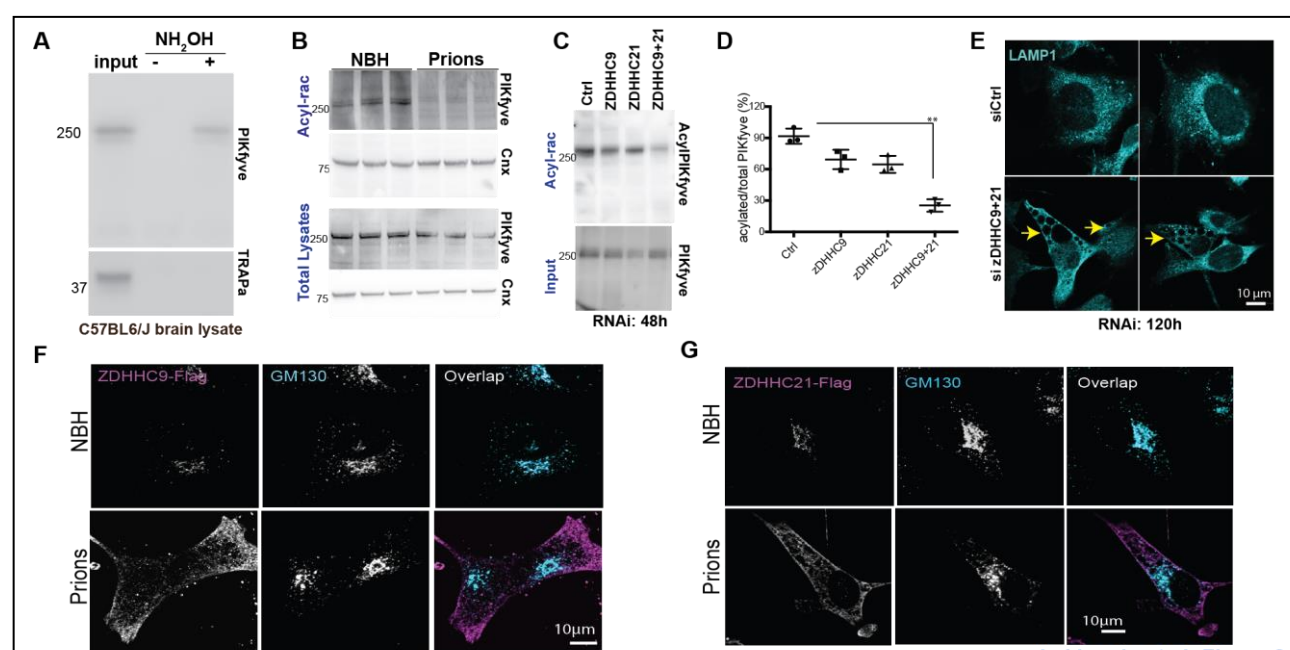 A
NH2OH
input - +
250
PIKfyve
37
TRAPa
C57BL6/J brain lysate
B
NBH Prions
Acyl-rac
250
PIKfyve
75
Cnx
Total Lysates
250
PIKfyve
75
Cnx
C
Ctrl
ZDHHC9
ZDHHC21
ZDHHC9+21
Acyl-rac
250
AcylPIKfyve
Input
250
PIKfyve
RNAi: 48h
D
acylated/total PIKfyve (%)
120
90
60
30
0
**
Ctrl
zDHHC9
zDHHC21
zDHHC9+21
E
LAMP1
siCtrl
si zDHHC9+21
10 µm
RNAi: 120h
F
ZDHHC9-Flag GM130 Overlap
NBH
Prions
10µm
G
ZDHHC21-Flag GM130 Overlap
NBH
Prions
10µm